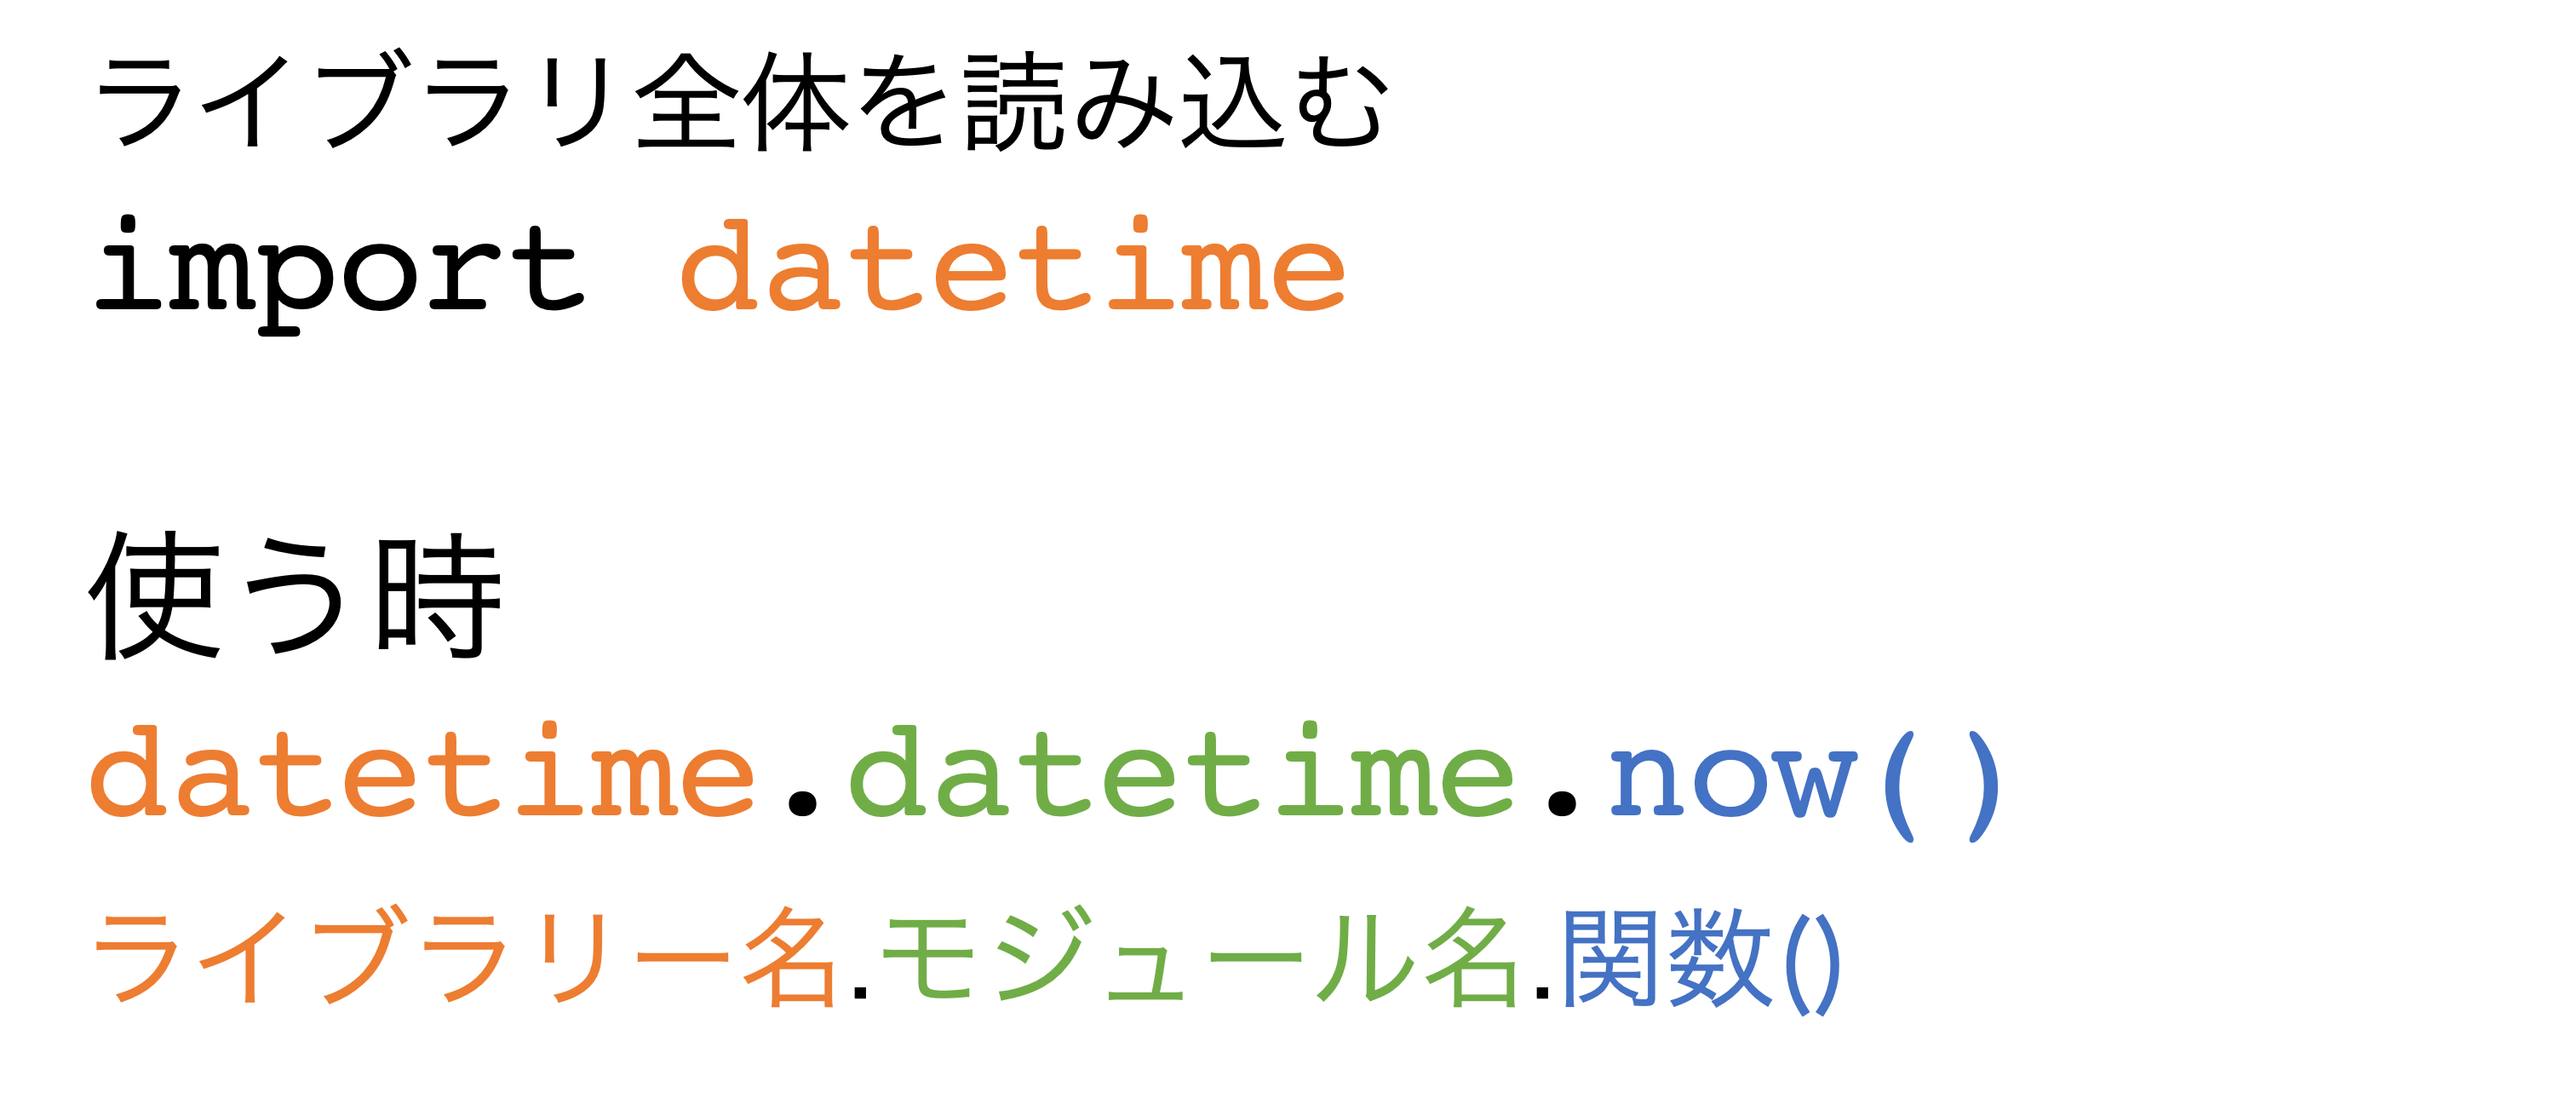 ライブラリ全体を読み込む
import datetime
使う時
datetime.datetime.now()
ライブラリー名.モジュール名.関数()